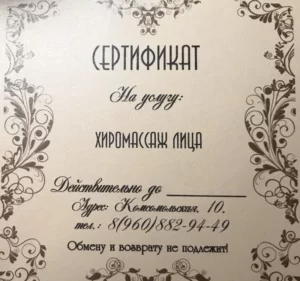 СЕРТИФИКАТ
На услугу:
ХИРОМАССАЖ ЛИЦА
Действительно до
Адрес: Комсомольская, 10.
тел.: 8(960)882-94-49
Обмену и возврату не подлежит!